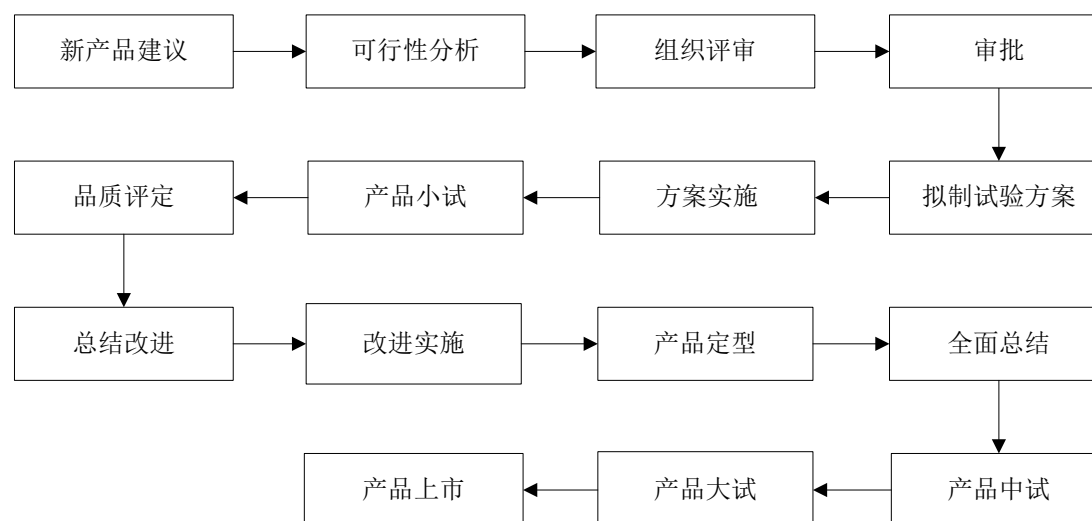 新产品建议
可行性分析
组织评审
审批
拟制试验方案
方案实施
产品小试
品质评定
总结改进
改进实施
产品定型
全面总结
产品中试
产品大试
产品上市